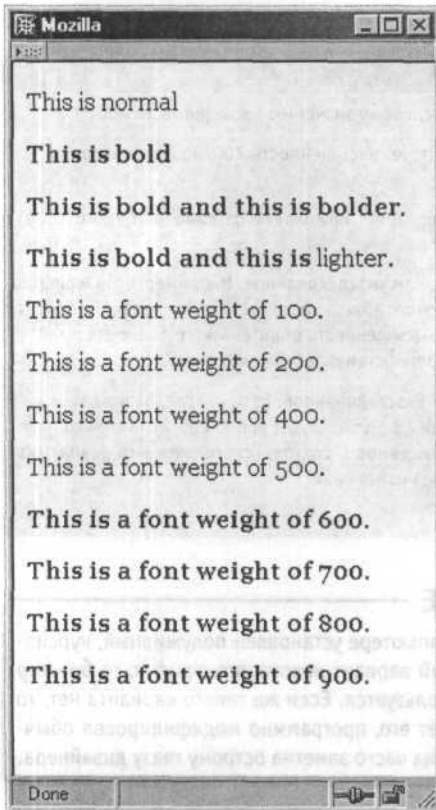 Mozilla
This is normal
This is bold
This is bold and this is bolder.
This is bold and this is lighter.
This is a font weight of 100.
This is a font weight of 200.
This is a font weight of 400.
This is a font weight of 500.
This is a font weight of 600.
This is a font weight of 700.
This is a font weight of 800.
This is a font weight of 900.
Done